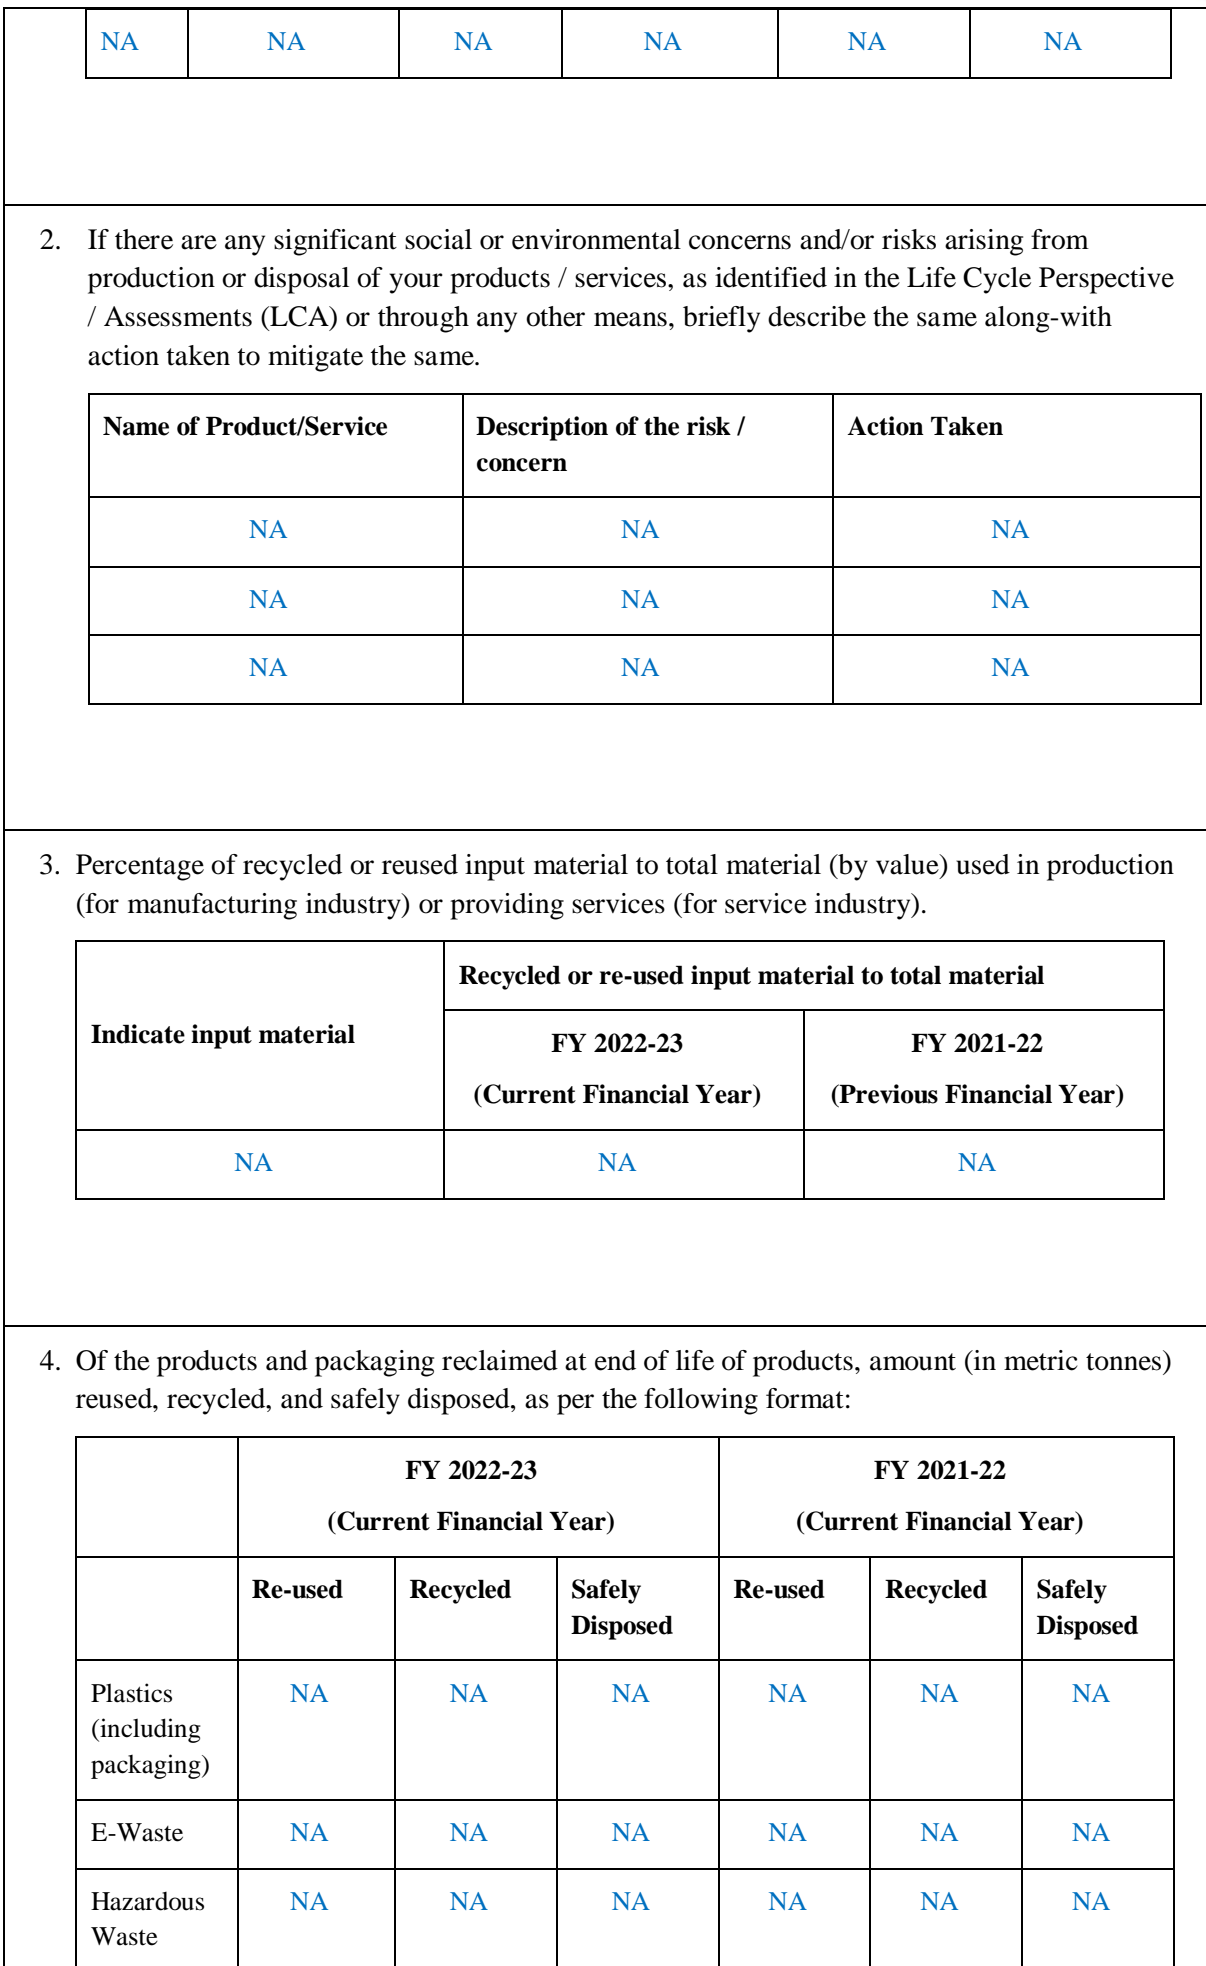 NA NA NA NA NA NA
2. If there are any significant social or environmental concerns and/or risks arising from
production or disposal of your products / services, as identified in the Life Cycle Perspective
/ Assessments (LCA) or through any other means, briefly describe the same along-with
action taken to mitigate the same.
Name of Product/Service Description of the risk / Action Taken
concern
NA NA NA
NA NA NA
NA NA NA
3. Percentage of recycled or reused input material to total material (by value) used in production
(for manufacturing industry) or providing services (for service industry).
Recycled or re-used input material to total material
Indicate input material
FY 2022-23 FY 2021-22
(Current Financial Year) (Previous Financial Year)
NA NA NA
4. Of the products and packaging reclaimed at end of life of products, amount (in metric tonnes)
reused, recycled, and safely disposed, as per the following format:
FY 2022-23 FY 2021-22
(Current Financial Year) (Current Financial Year)
Re-used Recycled Safely Re-used Recycled Safely
Disposed Disposed
Plastics NA NA NA NA NA NA
(including
packaging)
E-Waste NA NA NA NA NA NA
Hazardous NA NA NA NA NA NA
Waste